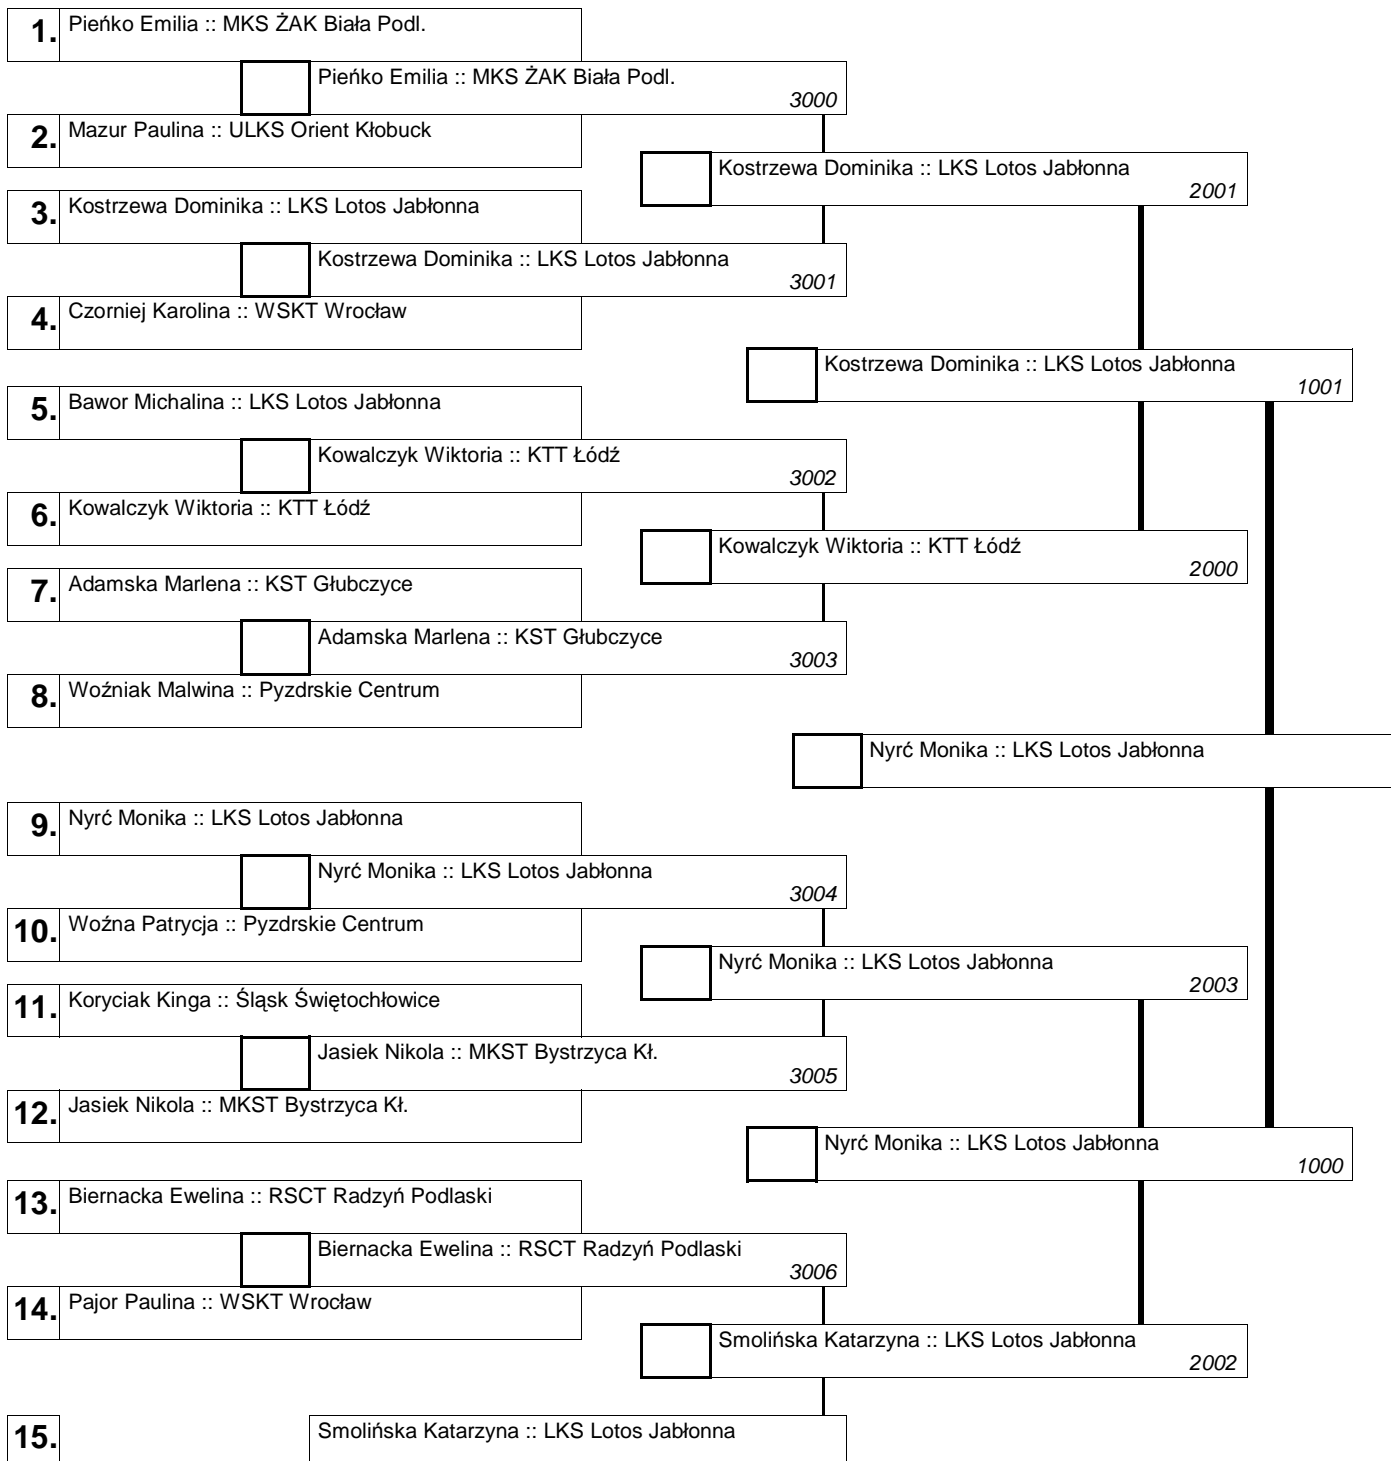 1. Pieńko Emilia :: MKS ŻAK Biała Podl.
Pieńko Emilia :: MKS ŻAK Biała Podl.
3000
2. Mazur Paulina :: ULKS Orient Kłobuck
Kostrzewa Dominika :: LKS Lotos Jabłonna
2001
3. Kostrzewa Dominika :: LKS Lotos Jabłonna
Kostrzewa Dominika :: LKS Lotos Jabłonna
3001
4. Czorniej Karolina :: WSKT Wrocław
Kostrzewa Dominika :: LKS Lotos Jabłonna
1001
5. Bawor Michalina :: LKS Lotos Jabłonna
Kowalczyk Wiktoria :: KTT Łódź
3002
6. Kowalczyk Wiktoria :: KTT Łódź
Kowalczyk Wiktoria :: KTT Łódź
2000
7. Adamska Marlena :: KST Głubczyce
Adamska Marlena :: KST Głubczyce
3003
8. Woźniak Malwina :: Pyzdrskie Centrum
Nyrć Monika :: LKS Lotos Jabłonna
9. Nyrć Monika :: LKS Lotos Jabłonna
Nyrć Monika :: LKS Lotos Jabłonna
3004
10. Woźna Patrycja :: Pyzdrskie Centrum
Nyrć Monika :: LKS Lotos Jabłonna
2003
11. Koryciak Kinga :: Śląsk Świętochłowice
Jasiek Nikola :: MKST Bystrzyca Kł.
3005
12. Jasiek Nikola :: MKST Bystrzyca Kł.
Nyrć Monika :: LKS Lotos Jabłonna
1000
13. Biernacka Ewelina :: RSCT Radzyń Podlaski
Biernacka Ewelina :: RSCT Radzyń Podlaski
3006
14. Pajor Paulina :: WSKT Wrocław
Smolińska Katarzyna :: LKS Lotos Jabłonna
2002
15. Smolińska Katarzyna :: LKS Lotos Jabłonna